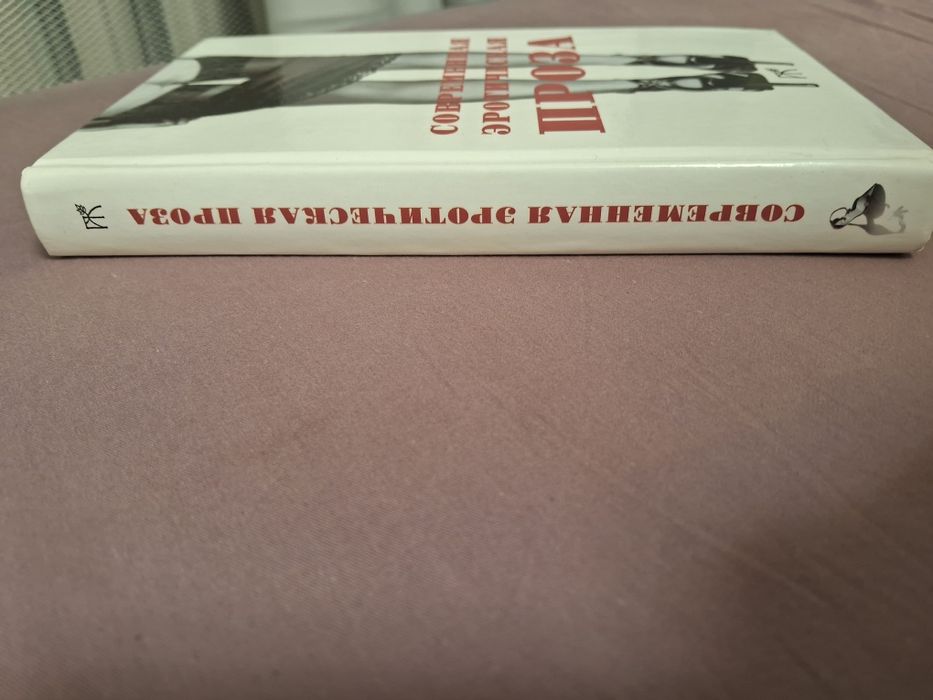 СОВРЕМЕННАЯ
ЭРОТИЧЕСКАЯ
ПРОЗА
СОВРЕМЕННАЯ ЭРОТИЧЕСКАЯ ПРОЗА